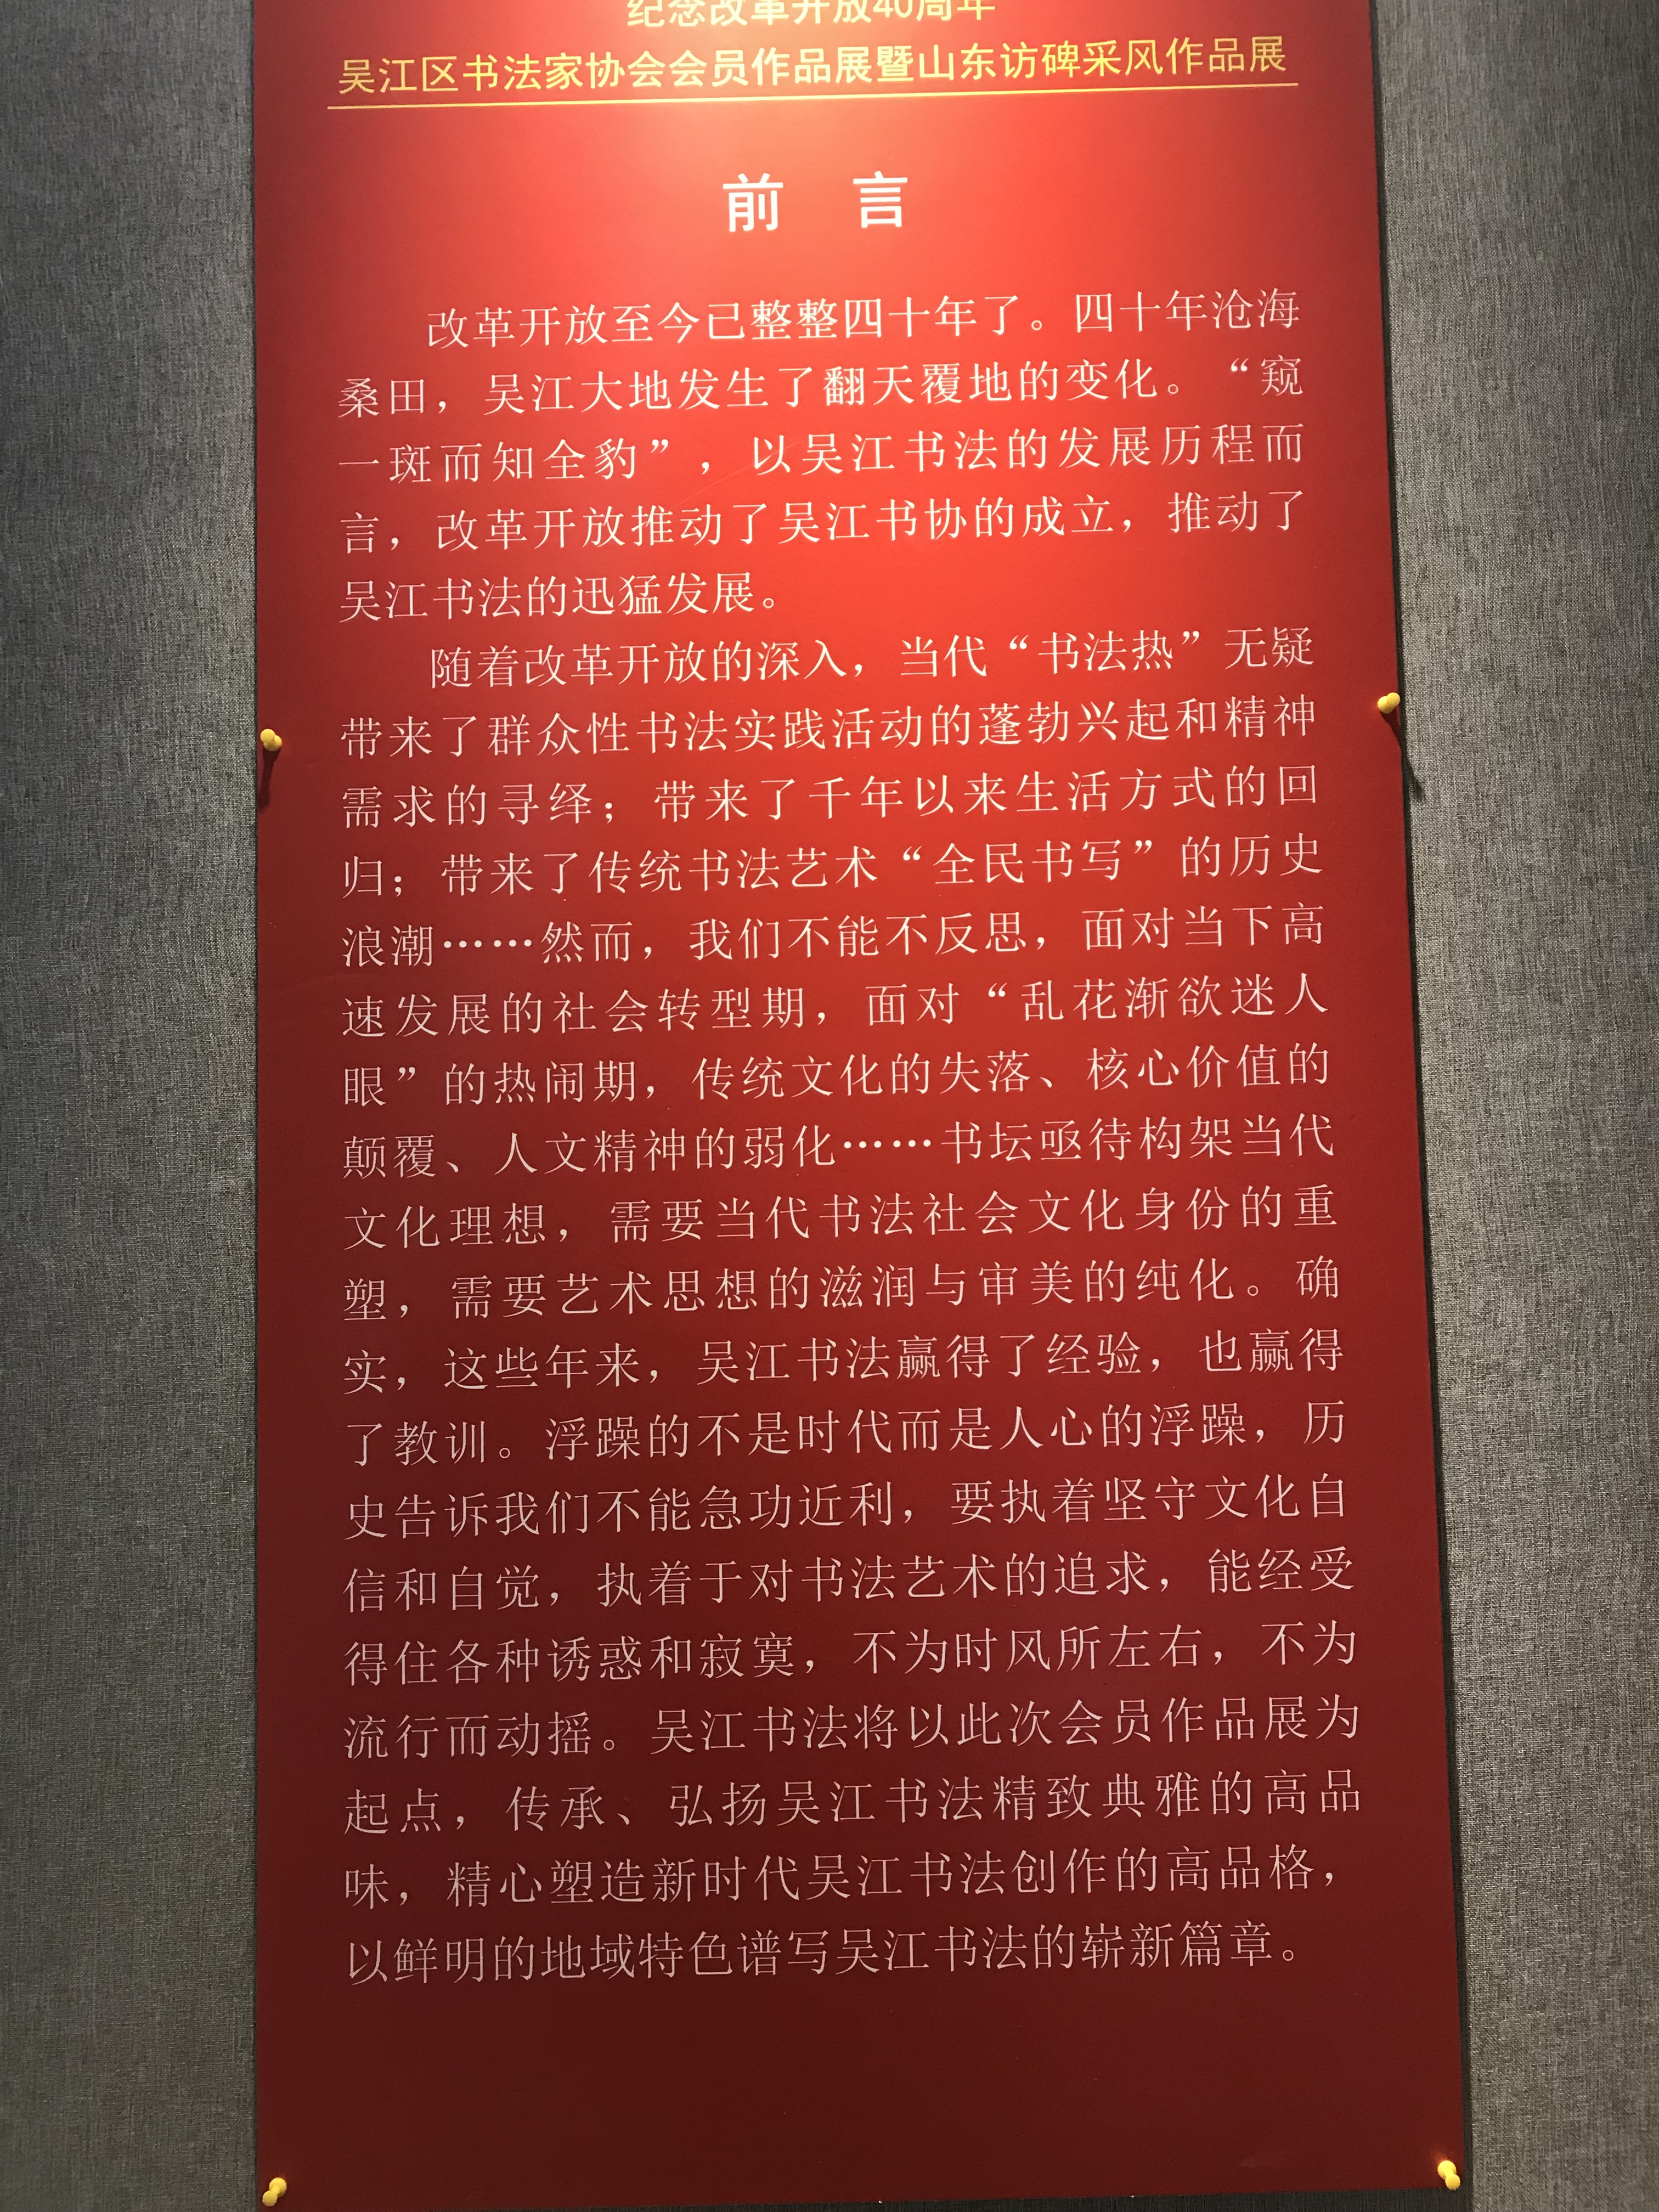 纪念改革开放40周年
吴江区书法家协会会员作品展暨山东访碑采风作品展
前 言
改革开放至今已整整四十年了。四十年沧海
桑田，吴江大地发生了翻天覆地的变化。“窥
一斑而知全豹”，以吴江书法的发展历程而
言，改革开放推动了吴江书协的成立，推动了
吴江书法的迅猛发展。
随着改革开放的深入，当代“书法热”无疑
带来了群众性书法实践活动的蓬勃兴起和精神
需求的寻绎；带来了千年以来生活方式的回
归；带来了传统书法艺术“全民书写”的历史
浪潮……然而，我们不能不反思，面对当下高
速发展的社会转型期，面对“乱花渐欲迷人
眼”的热闹期，传统文化的失落、核心价值的
颠覆、人文精神的弱化……书坛亟待构架当代
文化理想，需要当代书法社会文化身份的重
塑，需要艺术思想的滋润与审美的纯化。确
实，这些年来，吴江书法赢得了经验，也赢得
了教训。浮躁的不是时代而是人心的浮躁，历
史告诉我们不能急功近利，要执着坚守文化自
信和自觉，执着于对书法艺术的追求，能经受
得住各种诱惑和寂寞，不为时风所左右，不为
流行而动摇。吴江书法将以此次会员作品展为
起点，传承、弘扬吴江书法精致典雅的高品
味，精心塑造新时代吴江书法创作的高品格，
以鲜明的地域特色谱写吴江书法的崭新篇章。